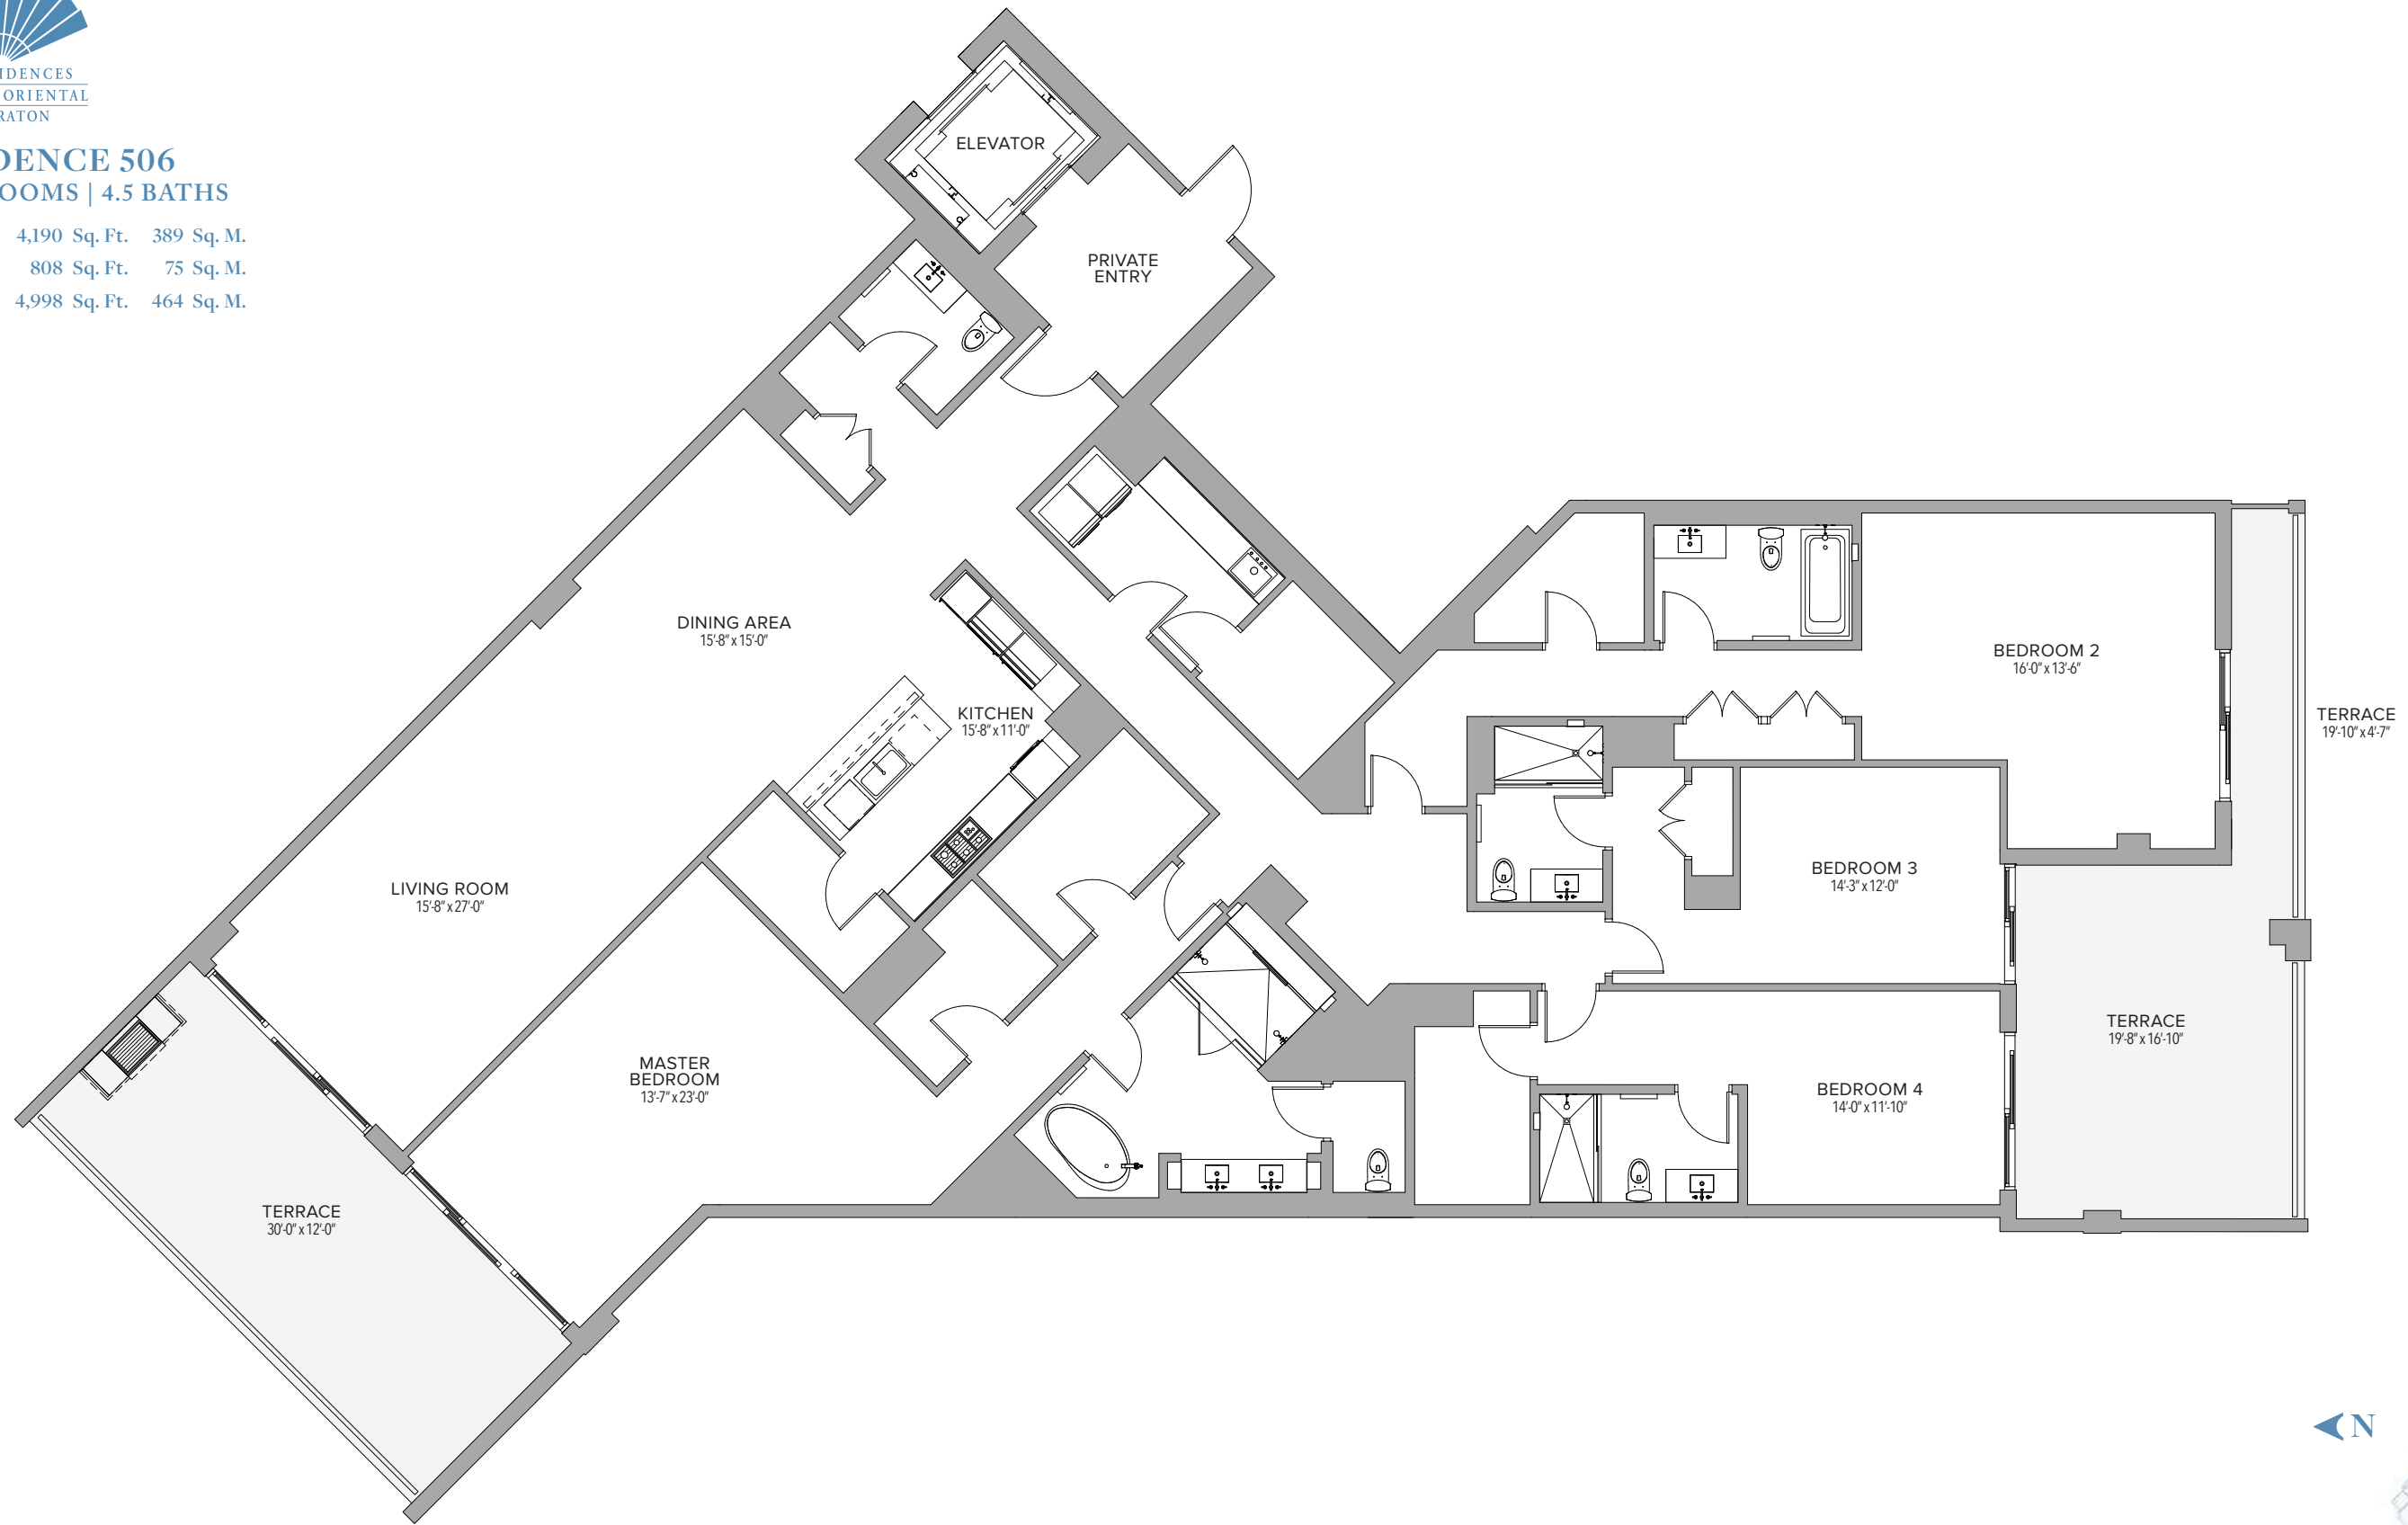 ORIENTAL
506
| 4.5 BATHS
4,190 Sq. Ft. 389 Sq. M.
808 Sq. Ft. 75 Sq. M.
4,998 Sq. Ft. 464 Sq. M.
ELEVATOR
PRIVATE
ENTRY
DINING AREA
15'-8" x 15'-0"
KITCHEN
15'-8" x 11'-0"
LIVING ROOM
15'-8" x 27'-0"
MASTER
BEDROOM
13'-7" x 23'-0"
TERRACE
30'-0" x 12'-0"
BEDROOM 2
16'-0" x 13'-6"
TERRACE
19'-10" x 4'-7"
BEDROOM 3
14'-3" x 12'-0"
TERRACE
19'-8" x 16'-10"
BEDROOM 4
14'-0" x 11'-10"
N